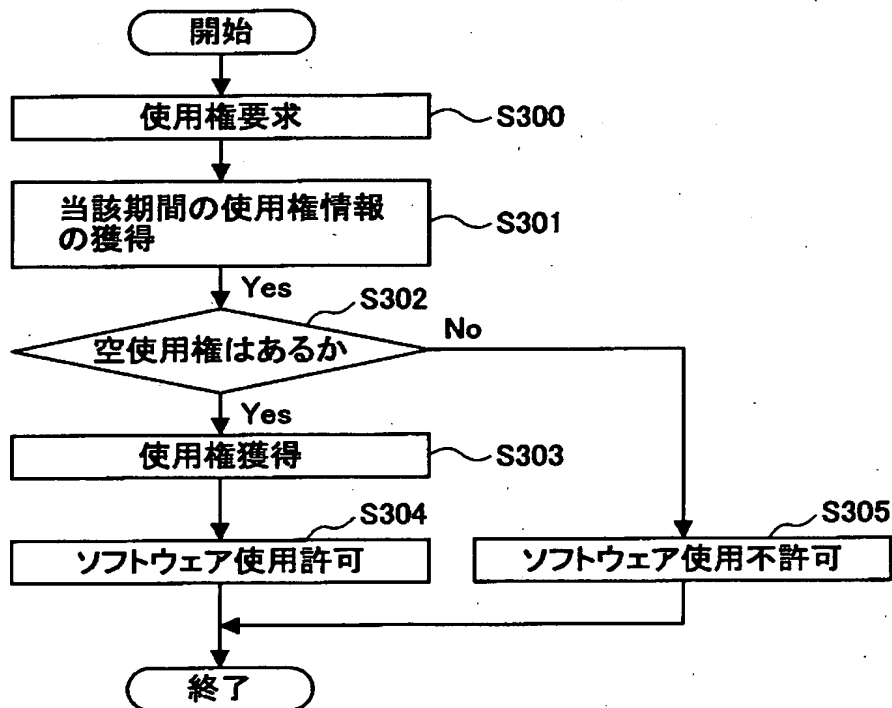 開始
使用権要求
S300
当該期間の使用権情報
の獲得
S301
Yes
S302
空使用権はあるか
No
Yes
使用権獲得
S303
S304
ソフトウェア使用許可
S305
ソフトウェア使用不許可
終了